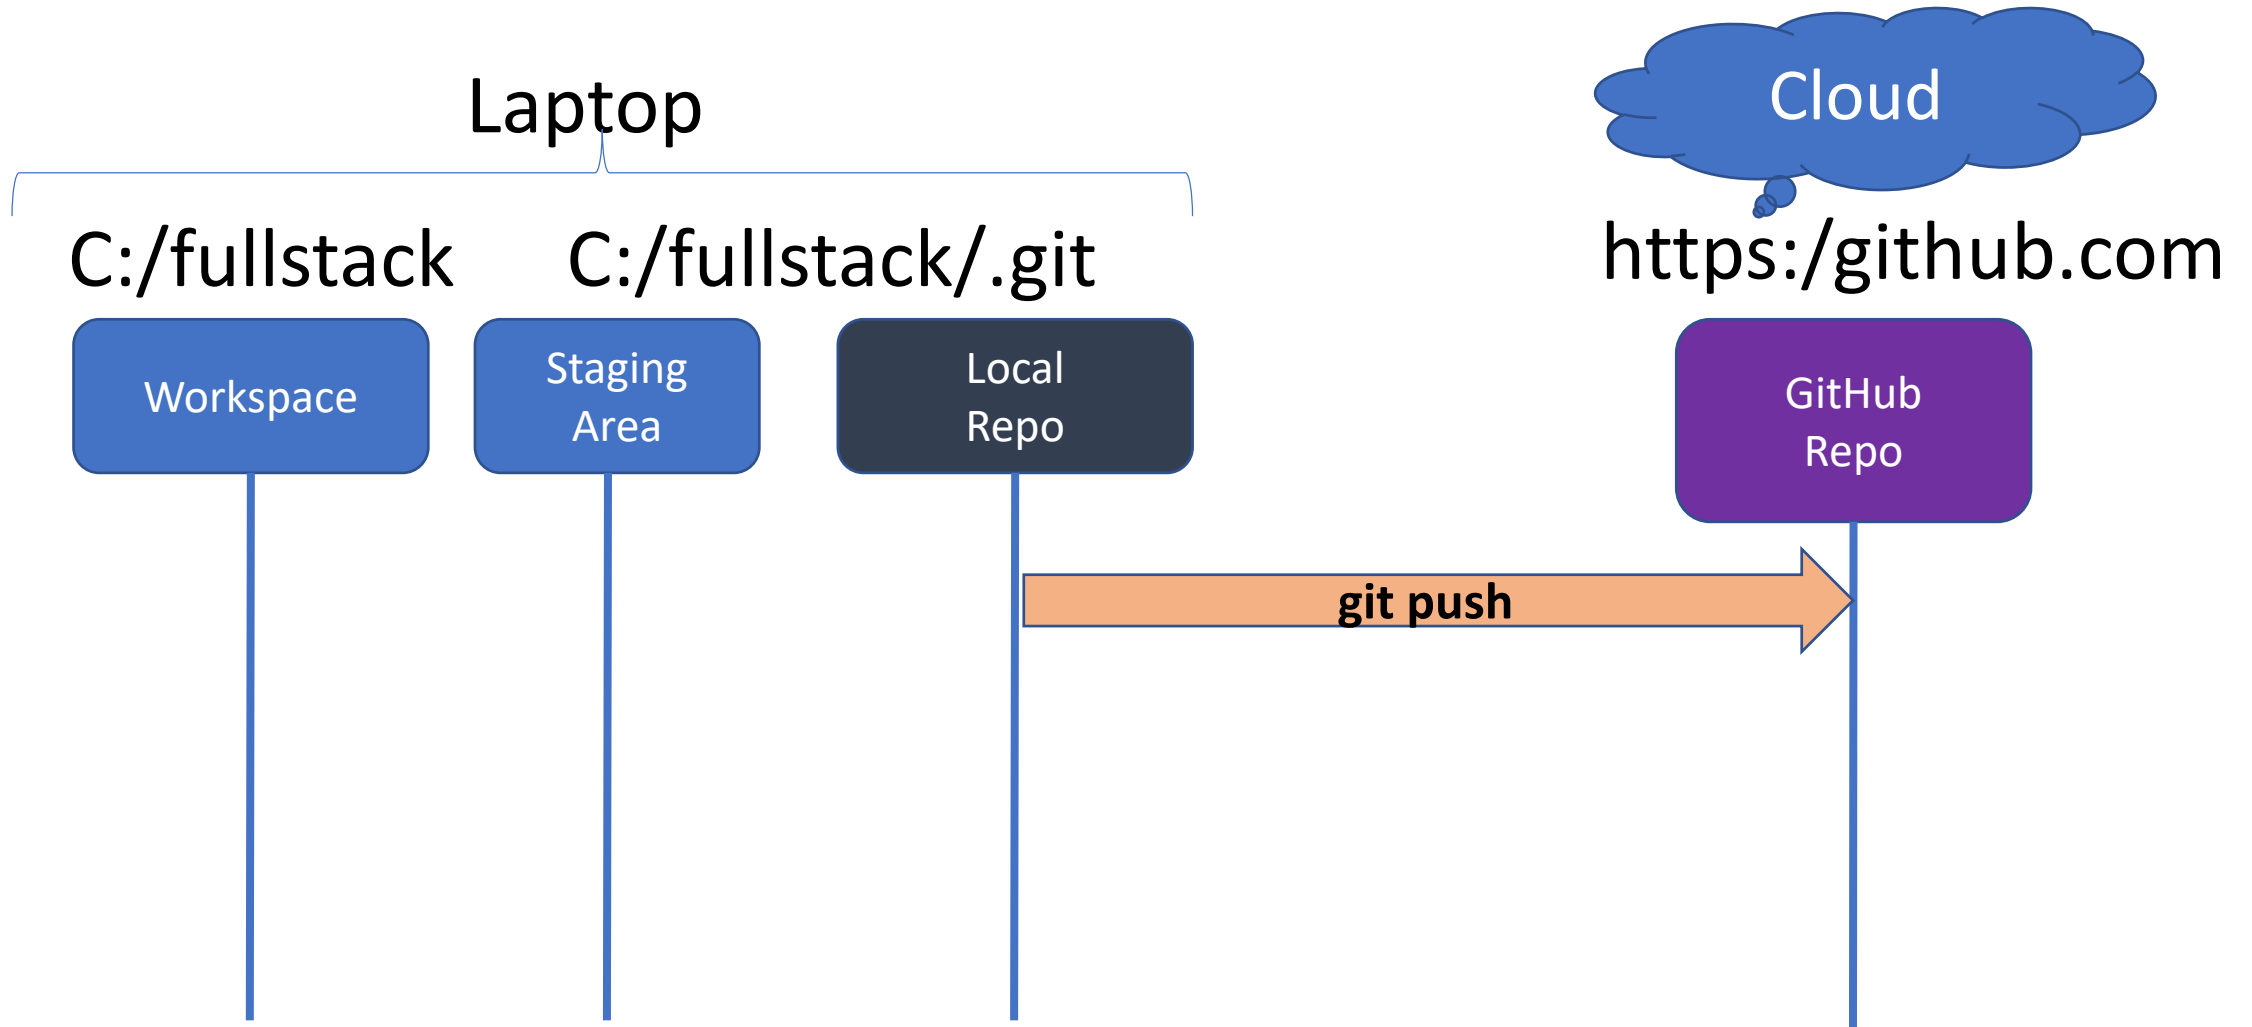 Laptop
Cloud
C:/fullstack
C:/fullstack/.git
https:/github.com
Workspace
Staging
Area
Local
Repo
GitHub
Repo
git push